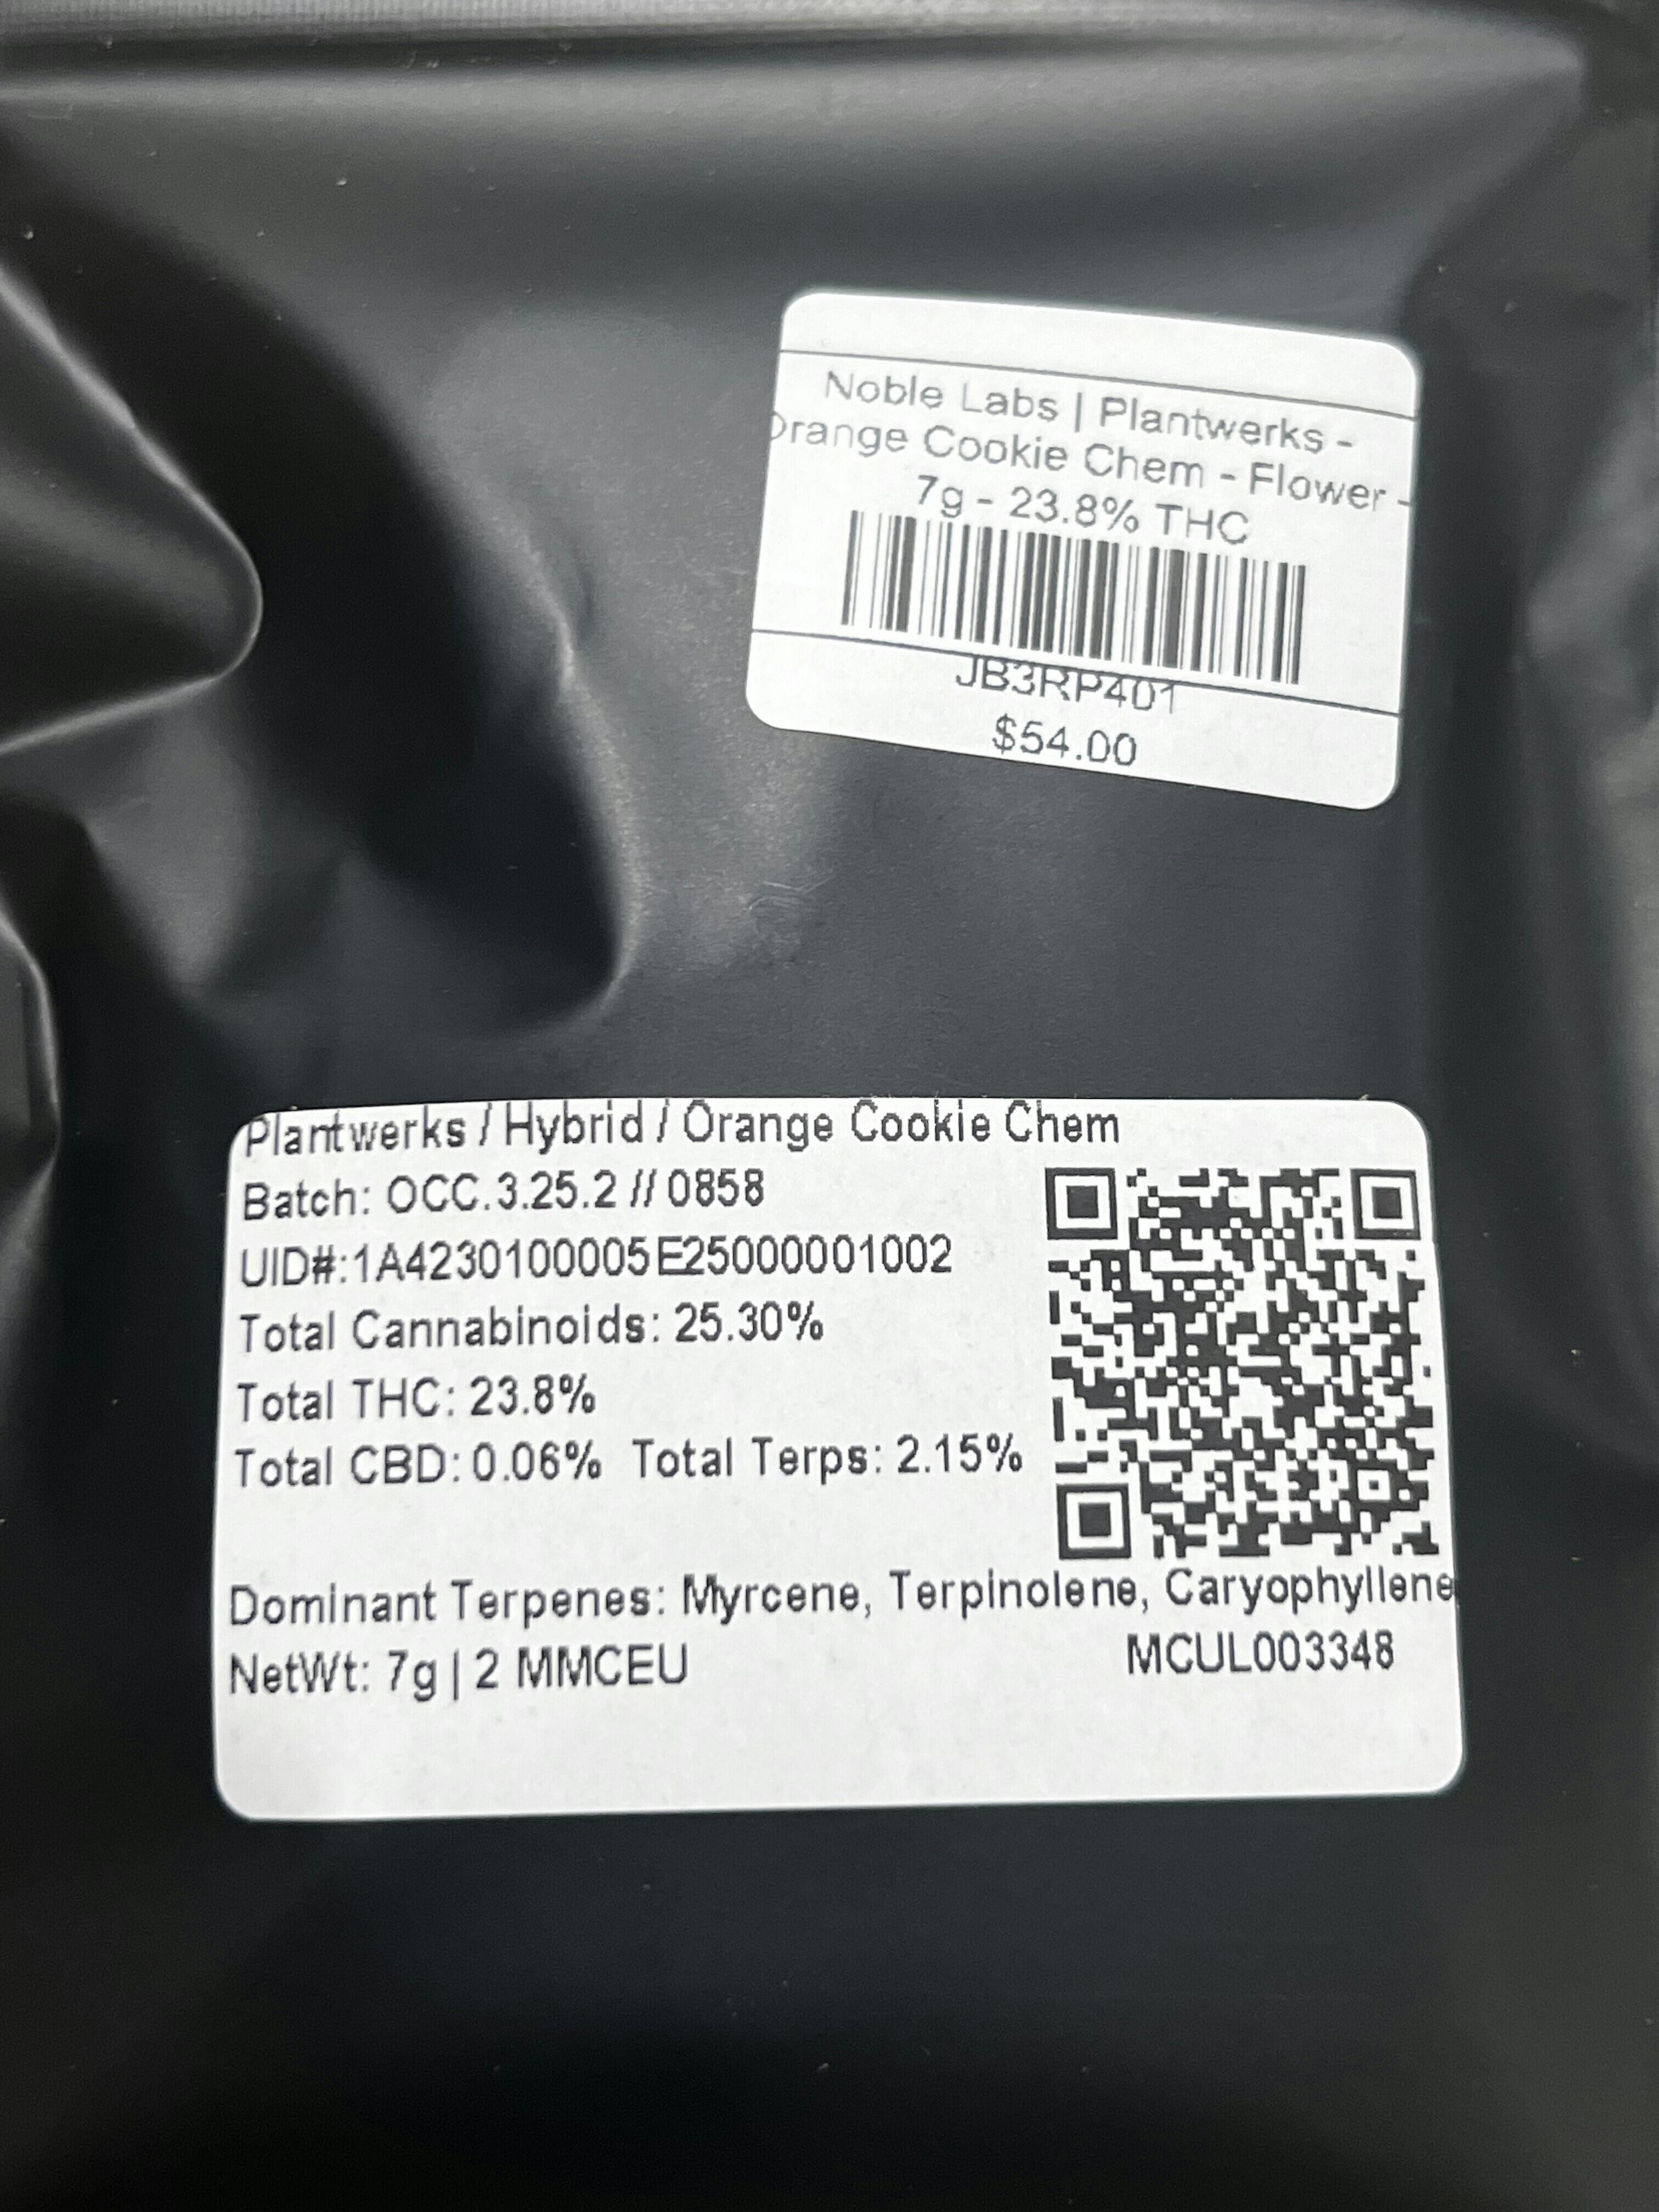 Noble Labs | Plantwerks -
Orange Cookie Chem - Flower -
7g - 23.8% THC
JB3RP401
$54.00
Plantwerks / Hybrid / Orange Cookie Chem
Batch: OCC.3.25.2 // 0858
UID#:1A4230100005E25000001002
Total Cannabinoids: 25.30%
Total THC: 23.8%
Total CBD: 0.06% Total Terps: 2.15%
Dominant Terpenes: Myrcene, Terpinolene, Caryophyllene
NetWt: 7g | 2 MMCEU MCUL003348